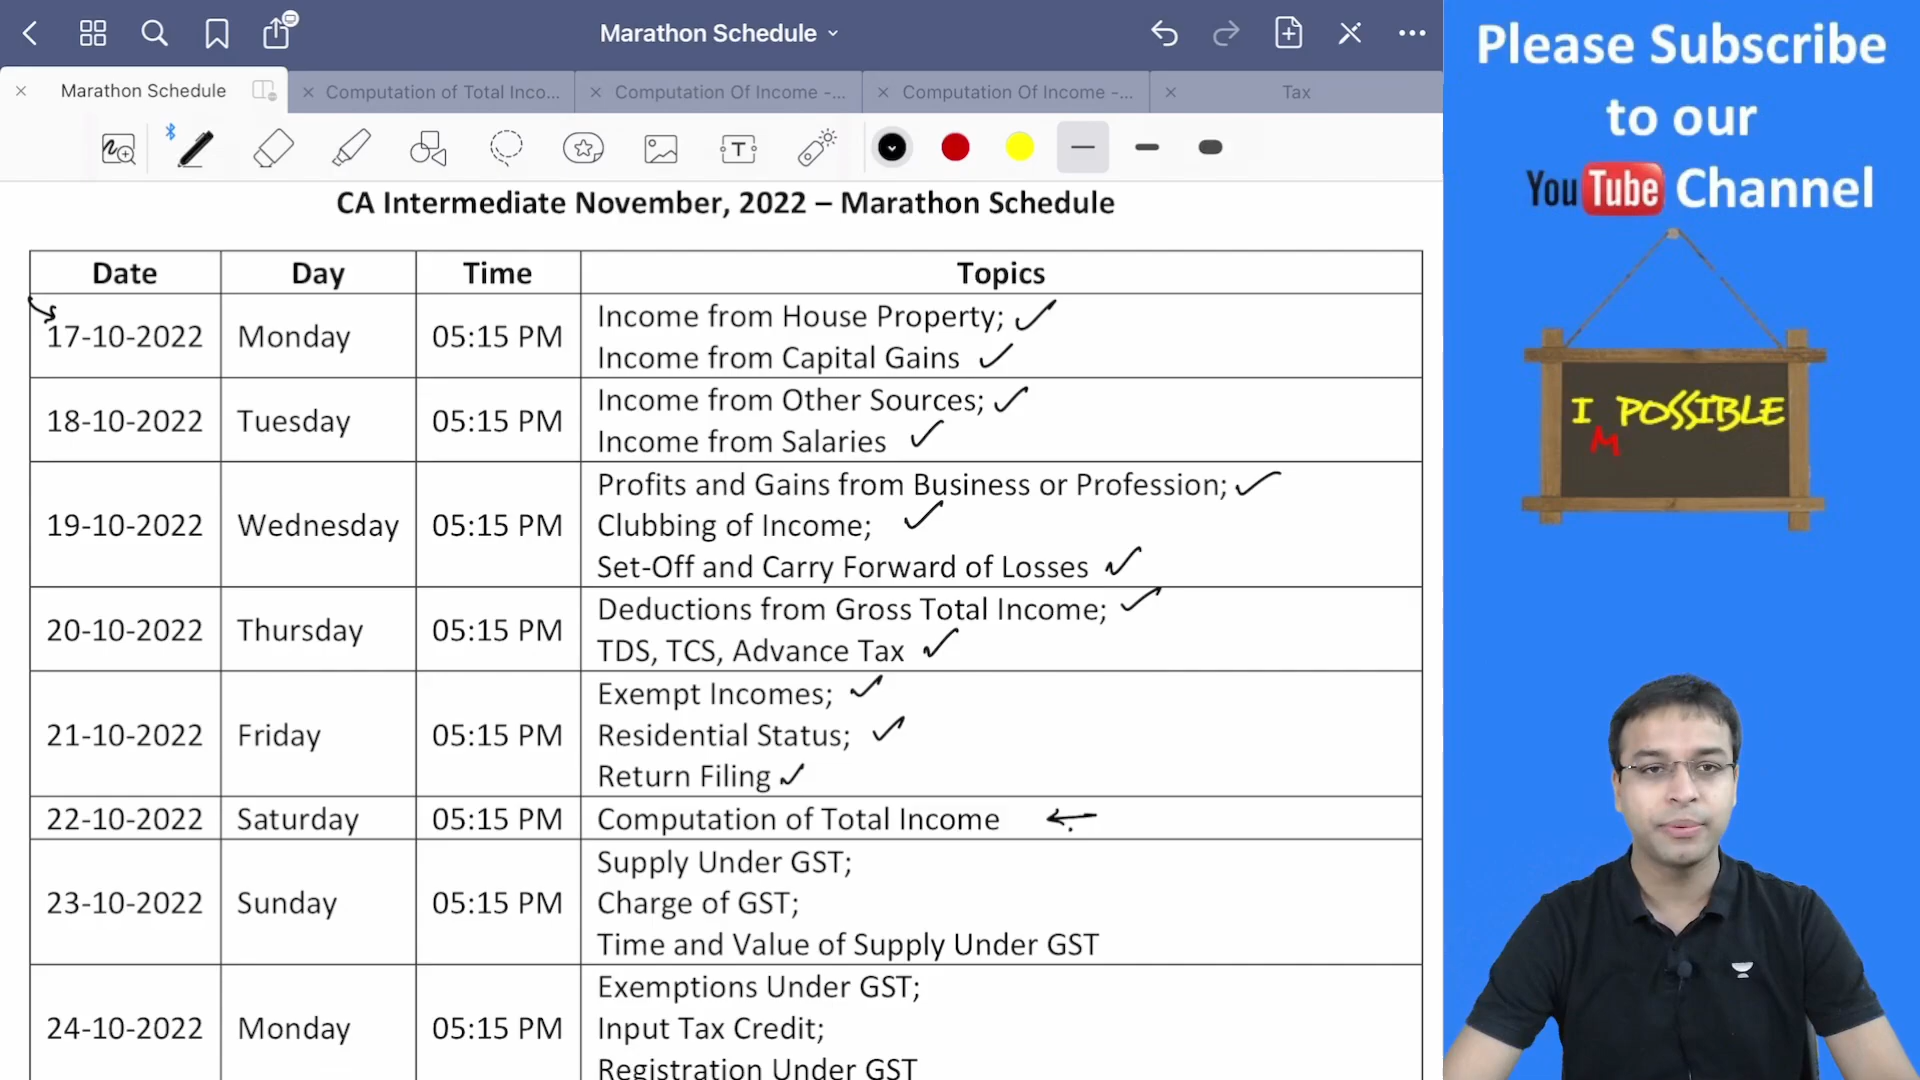 Marathon Schedule
Please Subscribe
to our
YouTube Channel
Marathon Schedule
Computation of Total Inco...
Computation Of Income -...
Computation Of Income -...
Tax
T
CA Intermediate November, 2022 – Marathon Schedule
Date Day Time Topics
17-10-2022 Monday 05:15 PM
Income from House Property;
Income from Capital Gains
18-10-2022 Tuesday 05:15 PM
Income from Other Sources;
Income from Salaries
19-10-2022 Wednesday 05:15 PM
Profits and Gains from Business or Profession;
Clubbing of Income;
Set-Off and Carry Forward of Losses
20-10-2022 Thursday 05:15 PM
Deductions from Gross Total Income;
TDS, TCS, Advance Tax
21-10-2022 Friday 05:15 PM
Exempt Incomes;
Residential Status;
Return Filing
22-10-2022 Saturday 05:15 PM Computation of Total Income
23-10-2022 Sunday 05:15 PM
Supply Under GST;
Charge of GST;
Time and Value of Supply Under GST
24-10-2022 Monday 05:15 PM
Exemptions Under GST;
Input Tax Credit;
Registration Under GST
I POSSIBLE
M